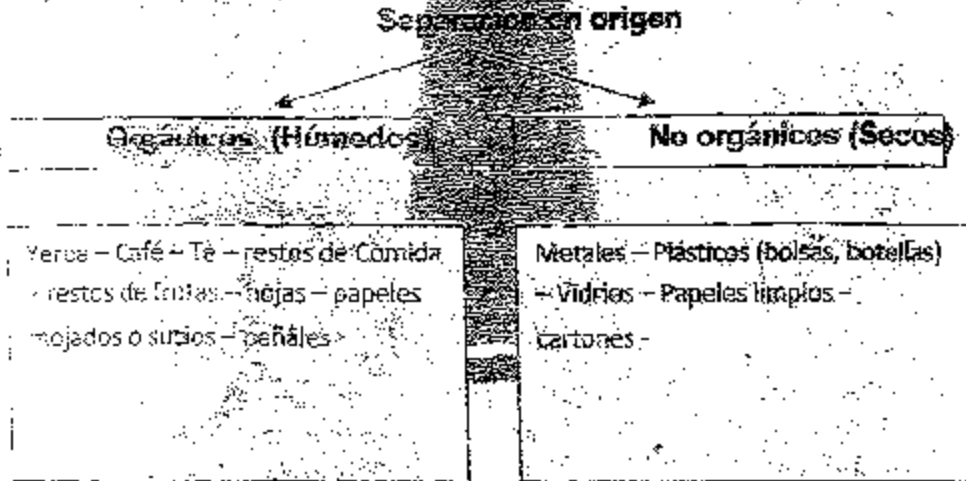 Separación en origen
Orgánicos (Húmedos)
No orgánicos (Secos)
Yerba – Café – Té – restos de Comida
– restos de frutas – hojas – papeles
mojados o sucios – pañales –
Metales – Plásticos (bolsas, botellas)
– Vidrios – Papeles limpios –
cartones –